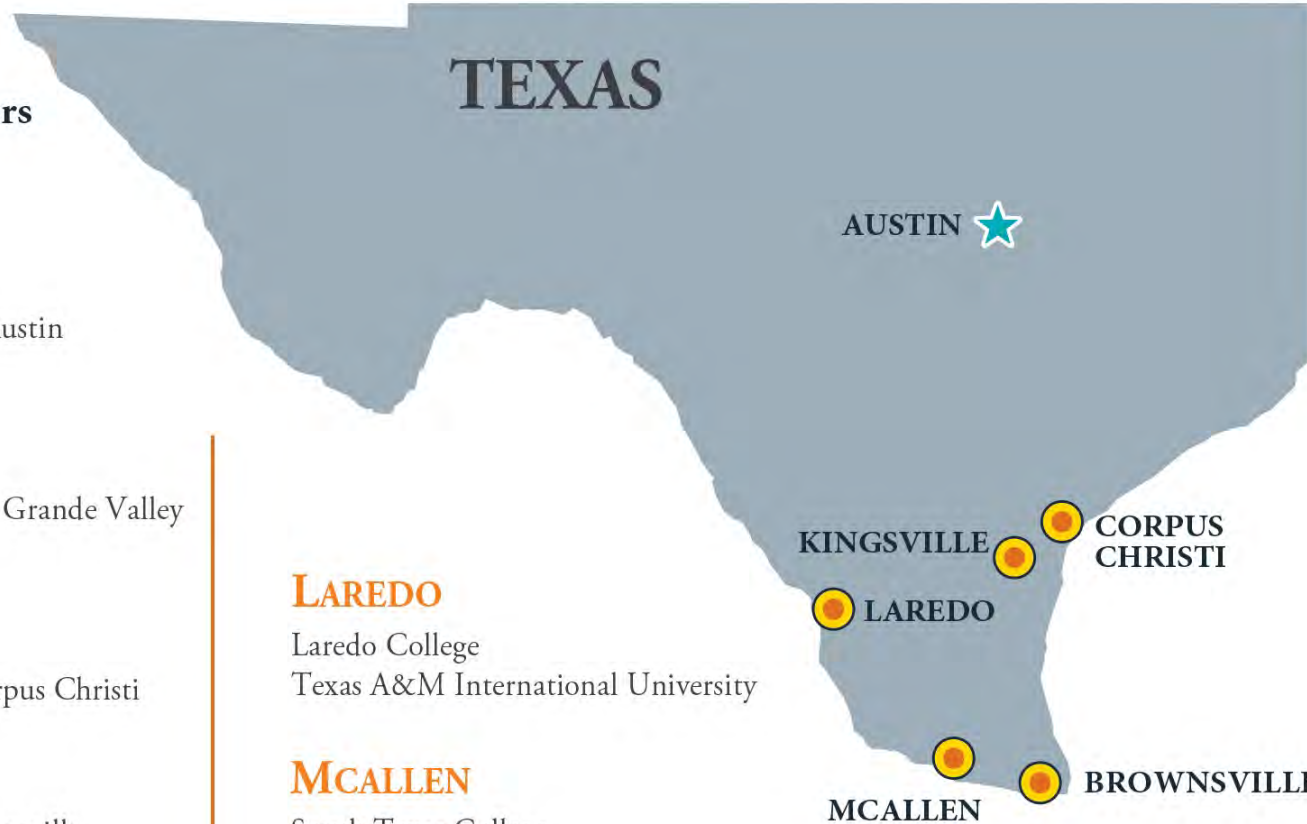 TEXAS
rs
AUSTIN
ustin
Grande Valley
KINGSVILLE
CORPUS
CHRISTI
LAREDO
LAREDO
Laredo College
Texas A&M International University
rpus Christi
MCALLEN
BROWNSVILLE
MCALLEN